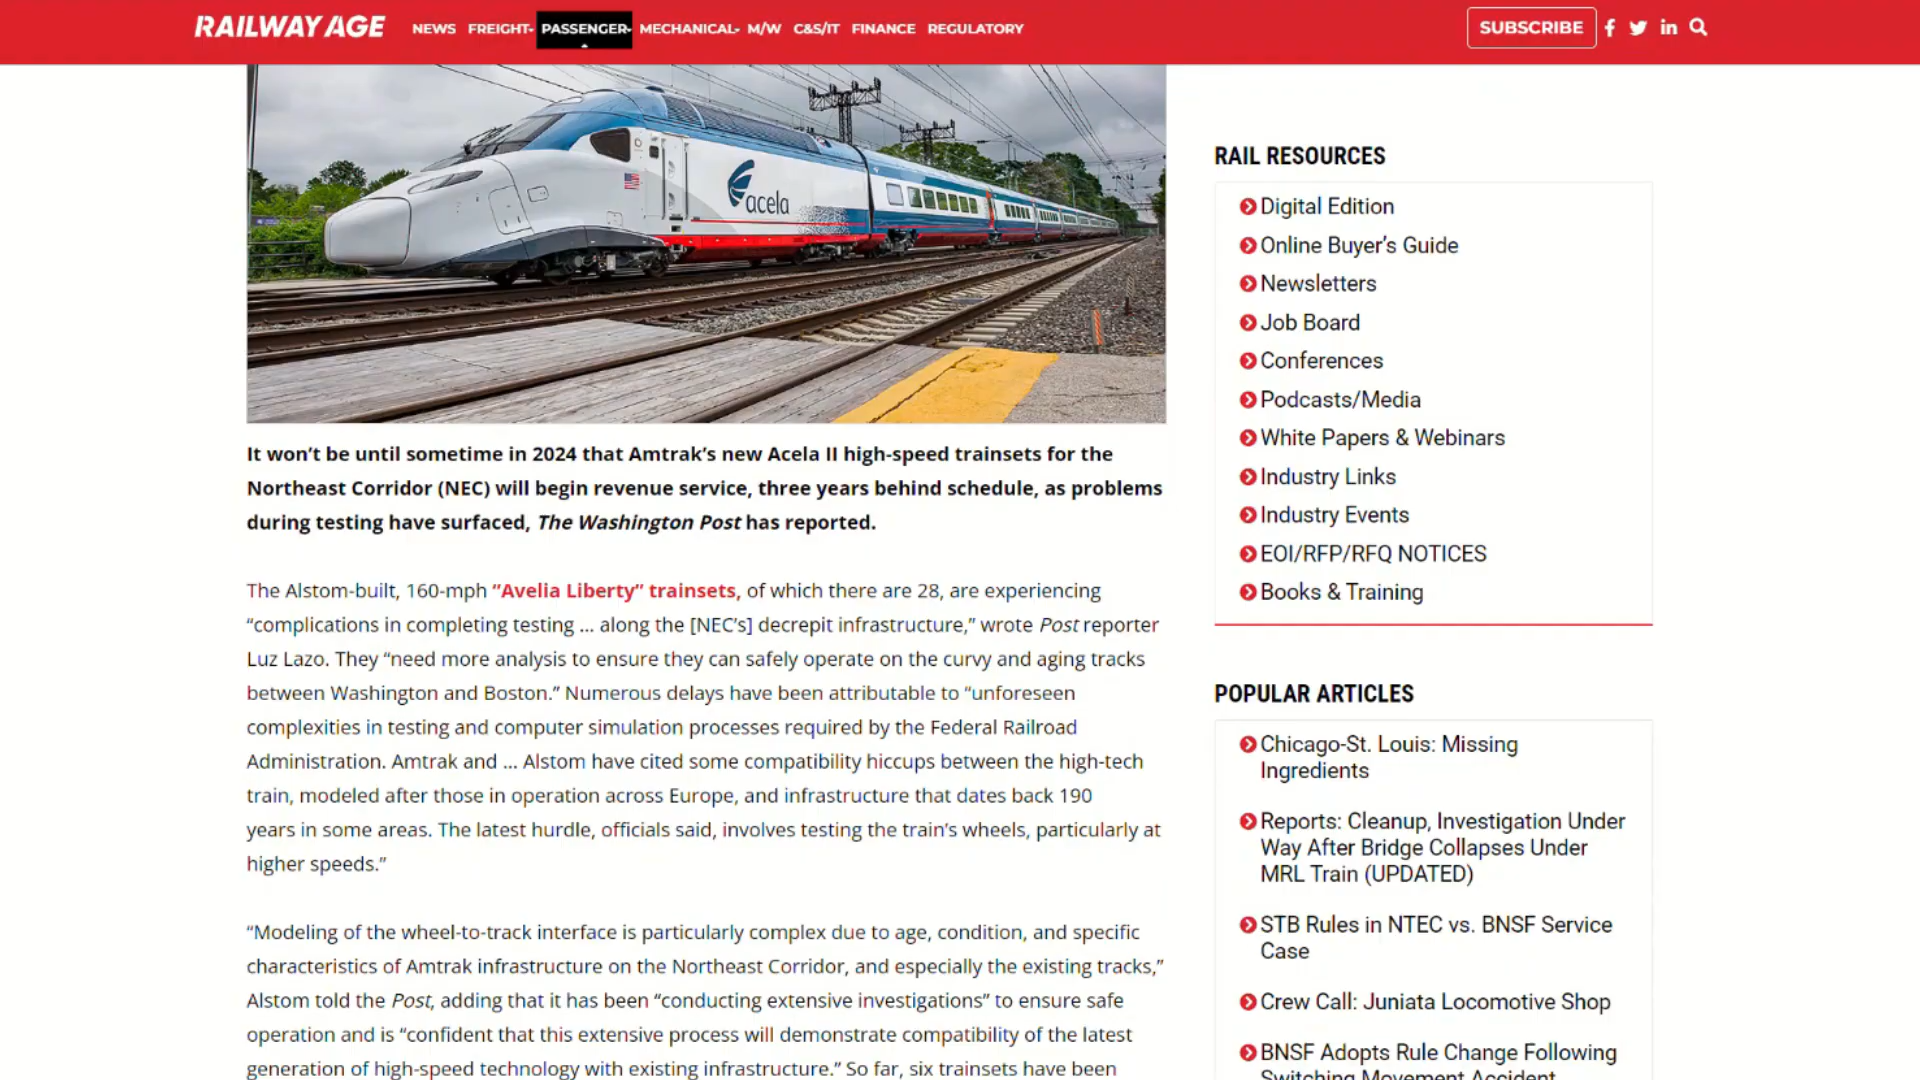 RAILWAY AGE
NEWS FREIGHT PASSENGER MECHANICAL M/W C&S/IT FINANCE REGULATORY
SUBSCRIBE
acela
It won’t be until sometime in 2024 that Amtrak’s new Acela II high-speed trainsets for the
Northeast Corridor (NEC) will begin revenue service, three years behind schedule, as problems
during testing have surfaced, The Washington Post has reported.
The Alstom-built, 160-mph “Avelia Liberty” trainsets, of which there are 28, are experiencing
“complications in completing testing … along the [NEC’s] decrepit infrastructure,” wrote Post reporter
Luz Lazo. They “need more analysis to ensure they can safely operate on the curvy and aging tracks
between Washington and Boston.” Numerous delays have been attributable to “unforeseen
complexities in testing and computer simulation processes required by the Federal Railroad
Administration. Amtrak and … Alstom have cited some compatibility hiccups between the high-tech
train, modeled after those in operation across Europe, and infrastructure that dates back 190
years in some areas. The latest hurdle, officials said, involves testing the train’s wheels, particularly at
higher speeds.”
“Modeling of the wheel-to-track interface is particularly complex due to age, condition, and specific
characteristics of Amtrak infrastructure on the Northeast Corridor, and especially the existing tracks,”
Alstom told the Post, adding that it has been “conducting extensive investigations” to ensure safe
operation and is “confident that this extensive process will demonstrate compatibility of the latest
generation of high-speed technology with existing infrastructure.” So far, six trainsets have been
RAIL RESOURCES
Digital Edition
Online Buyer’s Guide
Newsletters
Job Board
Conferences
Podcasts/Media
White Papers & Webinars
Industry Links
Industry Events
EOI/RFP/RFQ NOTICES
Books & Training
POPULAR ARTICLES
Chicago-St. Louis: Missing
Ingredients
Reports: Cleanup, Investigation Under
Way After Bridge Collapses Under
MRL Train (UPDATED)
STB Rules in NTEC vs. BNSF Service
Case
Crew Call: Juniata Locomotive Shop
BNSF Adopts Rule Change Following
Switching Movement Accident